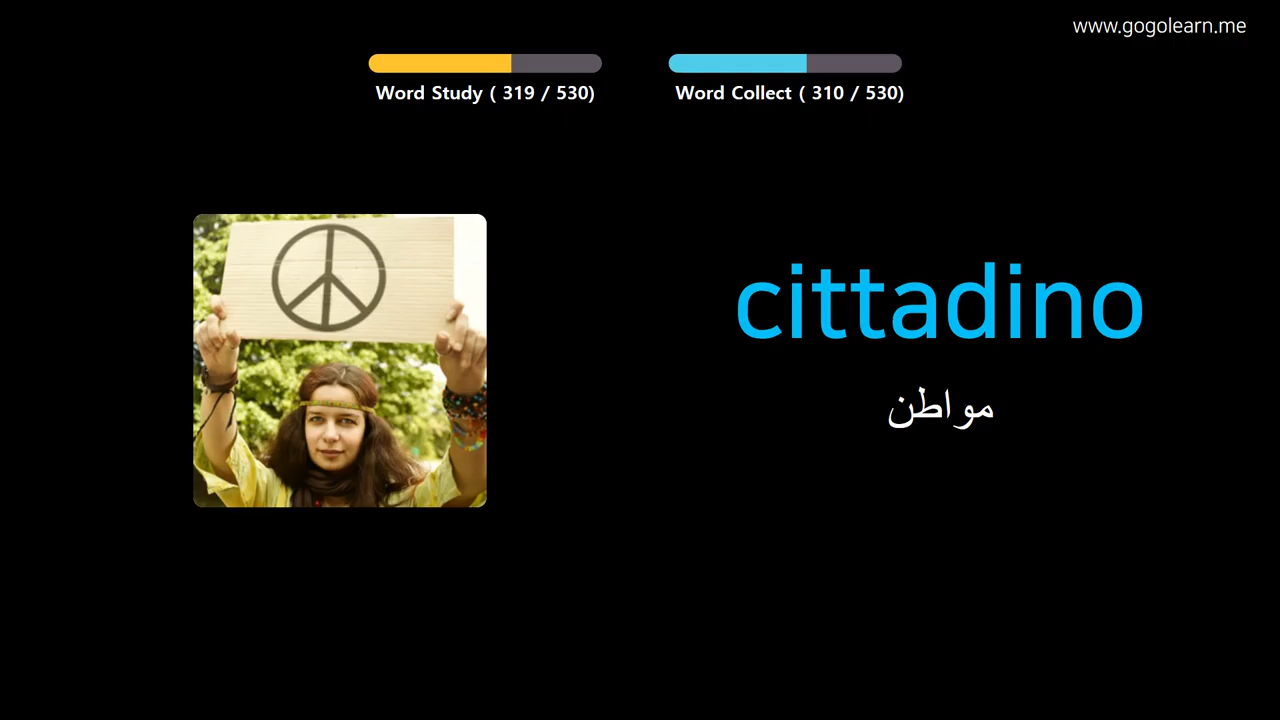 www.gogolearn.me
Word Study ( 319 / 530)
Word Collect ( 310 / 530)
cittadino
مواطن